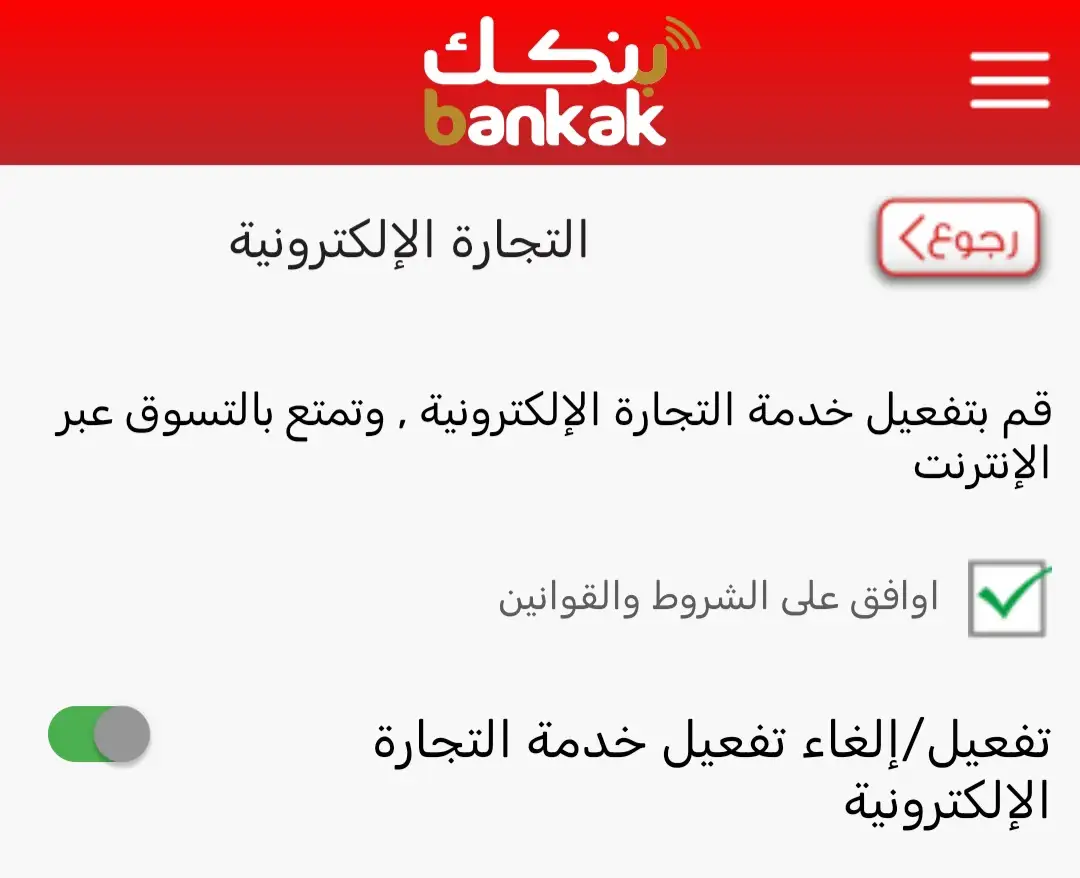 بنكك
bankak
رجوع
التجارة الإلكترونية
قم بتفعيل خدمة التجارة الإلكترونية , وتمتع بالتسوق عبر
الإنترنت
اوافق على الشروط والقوانين
تفعيل/إلغاء تفعيل خدمة التجارة
الإلكترونية